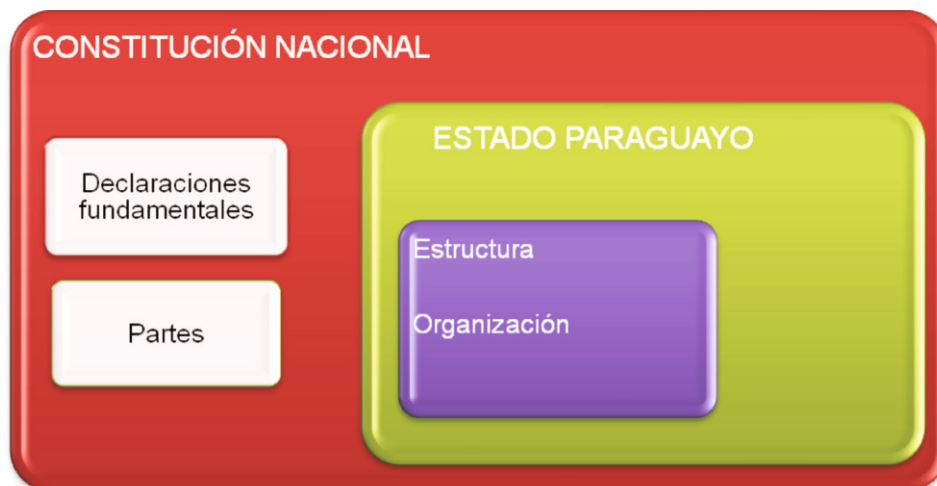 CONSTITUCIÓN NACIONAL
Declaraciones
fundamentales
Partes
ESTADO PARAGUAYO
Estructura
Organización